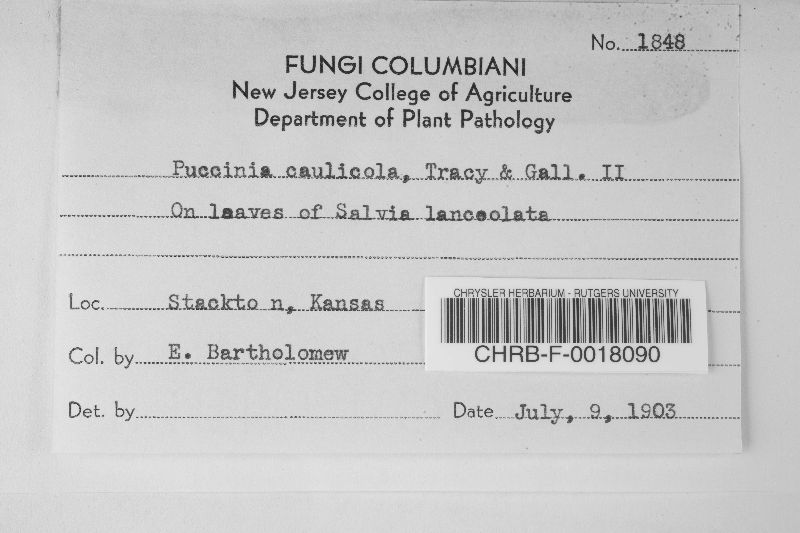 No. 1848
FUNGI COLUMBIANI
New Jersey College of Agriculture
Department of Plant Pathology
Puccinia caulicola, Tracy & Gall. II
On leaves of Salvia lanceolata
Loc. Stockto n, Kansas
CHRYSLER HERBARIUM - RUTGERS UNIVERSITY
CHRB-F-0018090
Col. by E. Bartholomew
Det. by
Date July, 9, 1903